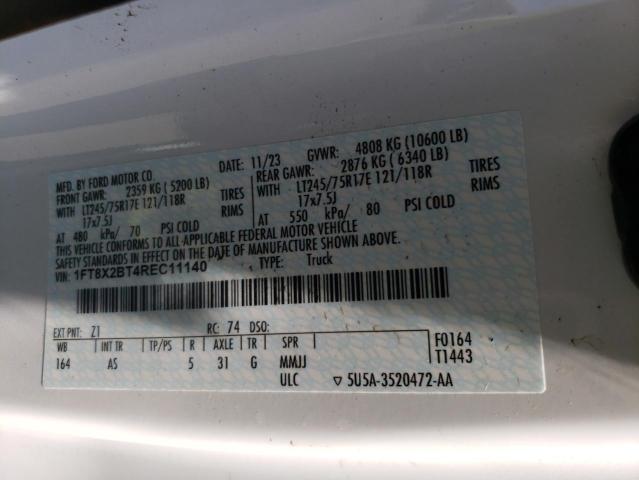 MFD. BY FORD MOTOR CO.
DATE: 11/23 GVWR: 4808 KG (10600 LB)
FRONT GAWR: 2359 KG (5200 LB)
REAR GAWR: 2876 KG (6340 LB)
WITH LT245/75R17E 121/118R TIRES
WITH LT245/75R17E 121/118R TIRES
17x7.5J RIMS
17x7.5J RIMS
AT 480 kPa/ 70 PSI COLD
AT 550 kPa/ 80 PSI COLD
THIS VEHICLE CONFORMS TO ALL APPLICABLE FEDERAL MOTOR VEHICLE
SAFETY STANDARDS IN EFFECT ON THE DATE OF MANUFACTURE SHOWN ABOVE.
VIN: 1FT8X2BT4REC11140 TYPE: Truck
EXT PNT: Z1 RC: 74 DSO:
WB INT TR TP/PS R AXLE TR SPR F0164
T1443
164 AS 5 31 G MMJJ
ULC ▽ 5U5A-3520472-AA